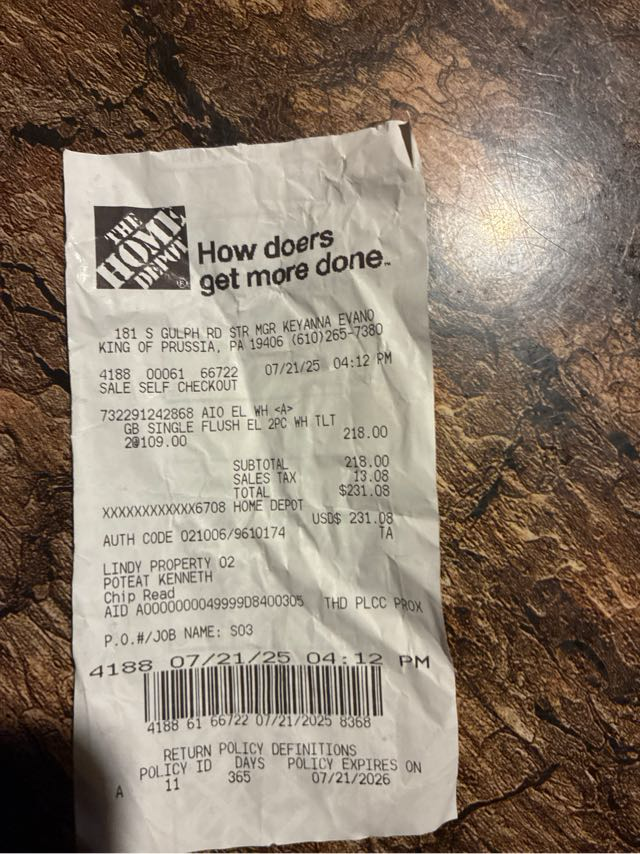 THE
HOME
DEPOT
®
How doers
get more done.™
181 S GULPH RD STR MGR KEYANNA EVANO
KING OF PRUSSIA, PA 19406 (610)265-7380
4188 00061 66722 07/21/25 04:12 PM
SALE SELF CHECKOUT
732291242868 AIO EL WH <A>
GB SINGLE FLUSH EL 2PC WH TLT
2@109.00 218.00
SUBTOTAL 218.00
SALES TAX 13.08
TOTAL $231.08
XXXXXXXXXXXX6708 HOME DEPOT
USD$ 231.08
AUTH CODE 021006/9610174 TA
LINDY PROPERTY 02
POTEAT KENNETH
Chip Read
AID A0000000049999D8400305 THD PLCC PROX
P.O.#/JOB NAME: S03
4188 07/21/25 04:12 PM
4188 61 66722 07/21/2025 8368
RETURN POLICY DEFINITIONS
POLICY ID DAYS POLICY EXPIRES ON
A 11 365 07/21/2026